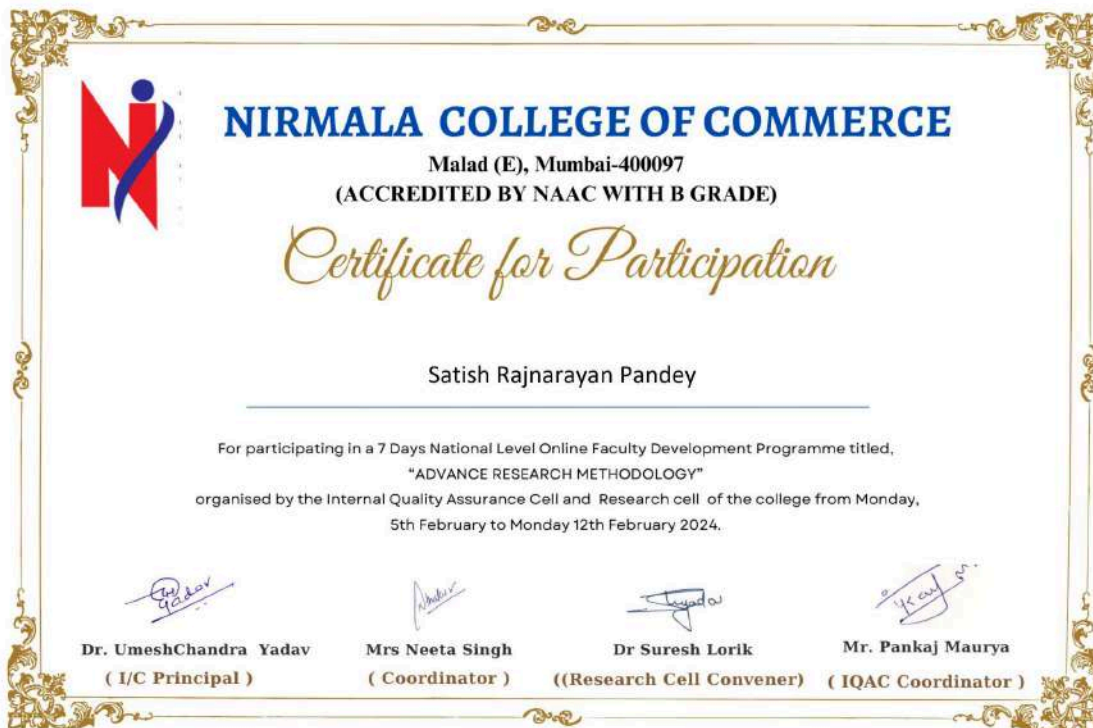 NIRMALA COLLEGE OF COMMERCE
Malad (E), Mumbai-400097
(ACCREDITED BY NAAC WITH B GRADE)
Certificate for Participation
Satish Rajnarayan Pandey
For participating in a 7 Days National Level Online Faculty Development Programme titled,
“ADVANCE RESEARCH METHODOLOGY”
organised by the Internal Quality Assurance Cell and Research cell of the college from Monday,
5th February to Monday 12th February 2024.
Dr. UmeshChandra Yadav Mrs Neeta Singh Dr Suresh Lorik Mr. Pankaj Maurya
( I/C Principal ) ( Coordinator ) ((Research Cell Convener) ( IQAC Coordinator )